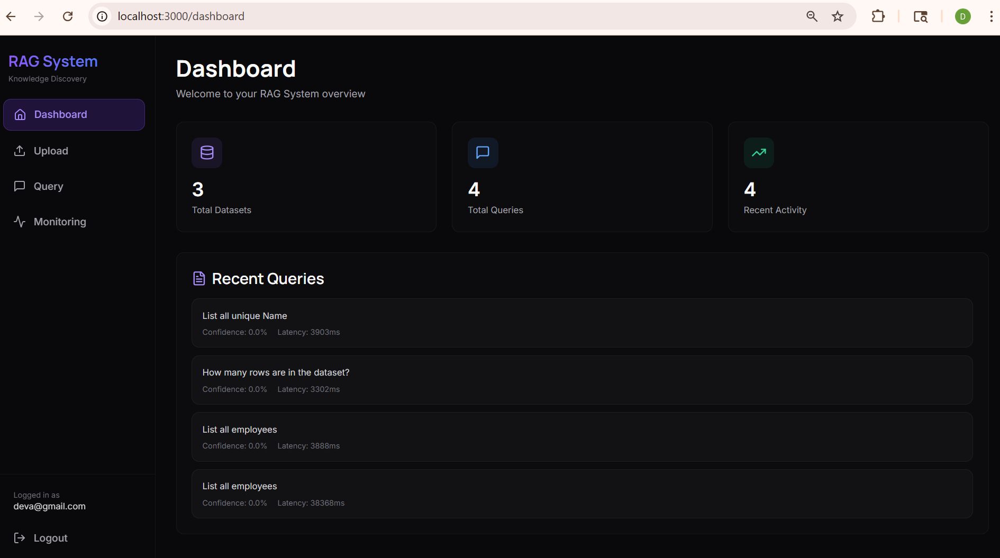 localhost:3000/dashboard
D
RAG System
Knowledge Discovery
Dashboard
Upload
Query
Monitoring
Logged in as
deva@gmail.com
Logout
Dashboard
Welcome to your RAG System overview
3
Total Datasets
4
Total Queries
4
Recent Activity
Recent Queries
List all unique Name
Confidence: 0.0% Latency: 3903ms
How many rows are in the dataset?
Confidence: 0.0% Latency: 3302ms
List all employees
Confidence: 0.0% Latency: 3888ms
List all employees
Confidence: 0.0% Latency: 38368ms